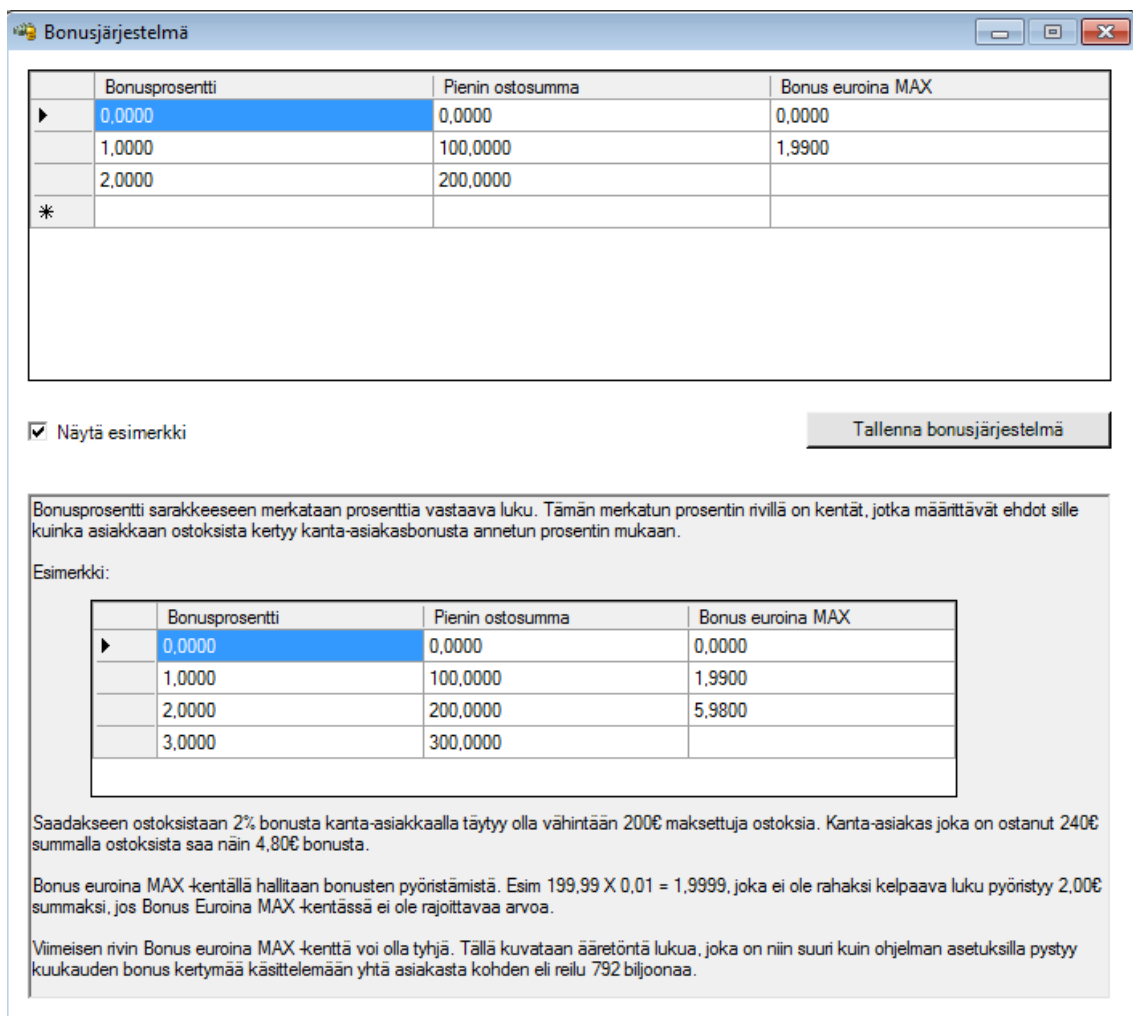 Bonusjärjestelmä
Bonusprosentti Pienin ostosumma Bonus euroina MAX
0,0000 0,0000 0,0000
1,0000 100,0000 1,9900
2,0000 200,0000
Näytä esimerkki Tallenna bonusjärjestelmä
Bonusprosentti sarakkeeseen merkataan prosenttia vastaava luku. Tämän merkatun prosentin rivillä on kentät, jotka määrittävät ehdot sille
kuinka asiakkaan ostoksista kertyy kanta-asiakasbonusta annetun prosentin mukaan.
Esimerkki:
Bonusprosentti Pienin ostosumma Bonus euroina MAX
0,0000 0,0000 0,0000
1,0000 100,0000 1,9900
2,0000 200,0000 5,9800
3,0000 300,0000
Saadakseen ostoksistaan 2% bonusta kanta-asiakkaalla täytyy olla vähintään 200€ maksettuja ostoksia. Kanta-asiakas joka on ostanut 240€
summalla ostoksista saa näin 4,80€ bonusta.
Bonus euroina MAX -kentällä hallitaan bonusten pyöristämistä. Esim 199,99 X 0,01 = 1,9999, joka ei ole rahaksi kelpaava luku pyöristyy 2,00€
summaksi, jos Bonus Euroina MAX -kentässä ei ole rajoittavaa arvoa.
Viimeisen rivin Bonus euroina MAX -kenttä voi olla tyhjä. Tällä kuvataan ääretöntä lukua, joka on niin suuri kuin ohjelman asetuksilla pystyy
kuukauden bonus kertymää käsittelemään yhtä asiakasta kohden eli reilu 792 biljoonaa.